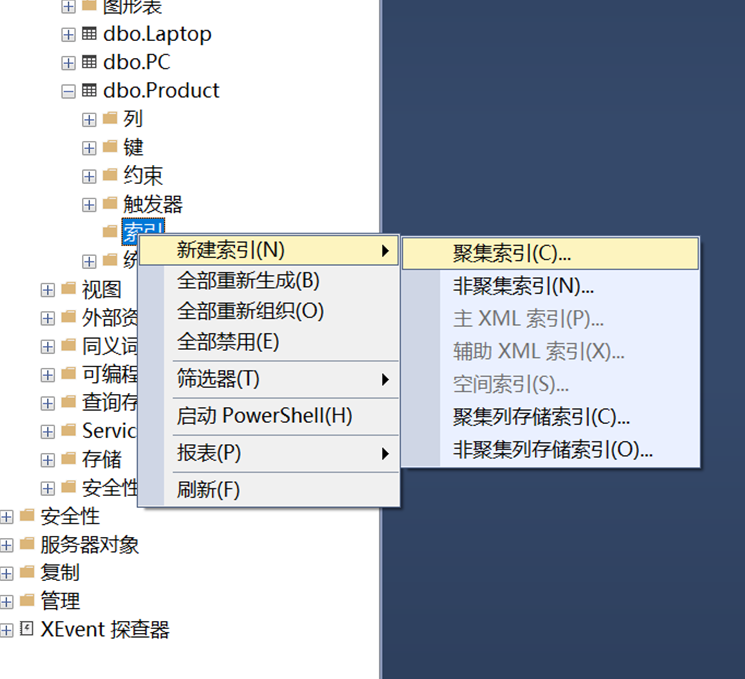 图形表
dbo.Laptop
dbo.PC
dbo.Product
列
键
约束
触发器
索引
视图
外部资
同义词
可编程
查询存
Servic
存储
安全性
安全性
服务器对象
复制
管理
XEvent 探查器
新建索引(N)
全部重新生成(B)
全部重新组织(O)
全部禁用(E)
筛选器(T)
启动 PowerShell(H)
报表(P)
刷新(F)
聚集索引(C)...
非聚集索引(N)...
主 XML 索引(P)...
辅助 XML 索引(X)...
空间索引(S)...
聚集列存储索引(C)...
非聚集列存储索引(O)...